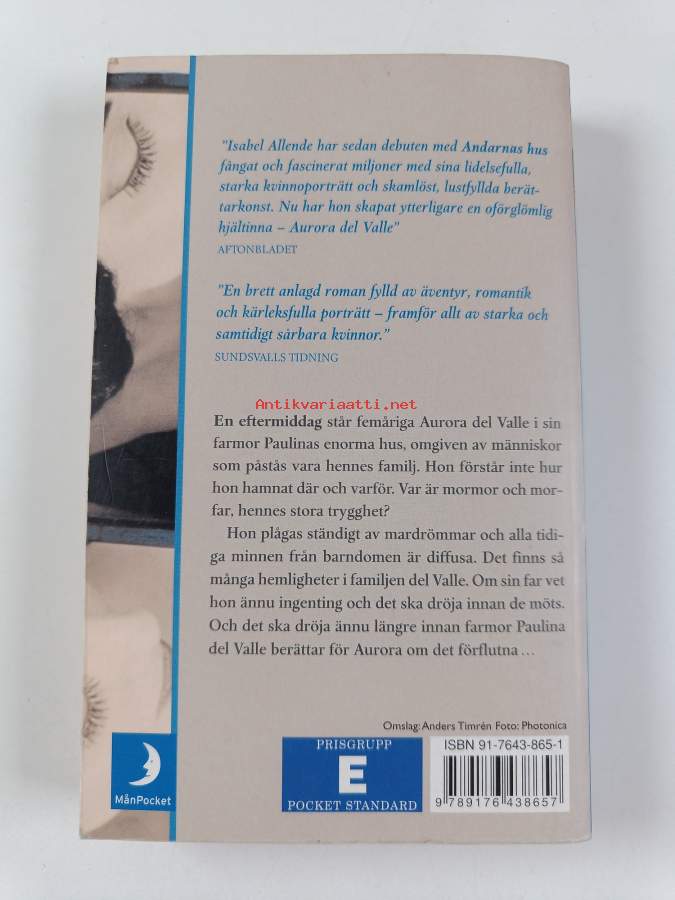 "Isabel Allende har sedan debuten med Andarnas hus
fångat och fascinerat miljoner med sina lidelsefulla,
starka kvinnoporträtt och skamlöst, lustfyllda berät-
tarkonst. Nu har hon skapat ytterligare en oförglömlig
hjältinna – Aurora del Valle"
AFTONBLADET
"En brett anlagd roman fylld av äventyr, romantik
och kärleksfulla porträtt – framför allt av starka och
samtidigt sårbara kvinnor."
SUNDSVALLS TIDNING
Antikvariaatti.net
En eftermiddag står femåriga Aurora del Valle i sin
farmor Paulinas enorma hus, omgiven av människor
som påstås vara hennes familj. Hon förstår inte hur
hon hamnat där och varför. Var är mormor och mor-
far, hennes stora trygghet?
Hon plågas ständigt av mardrömmar och alla tidi-
ga minnen från barndomen är diffusa. Det finns så
många hemligheter i familjen del Valle. Om sin far vet
hon ännu ingenting och det ska dröja innan de möts.
Och det ska dröja ännu längre innan farmor Paulina
del Valle berättar för Aurora om det förflutna ...
Omslag: Anders Timrén Foto: Photonica
MånPocket
PRISGRUPP
E
POCKET STANDARD
ISBN 91-7643-865-1
9 789176 438657